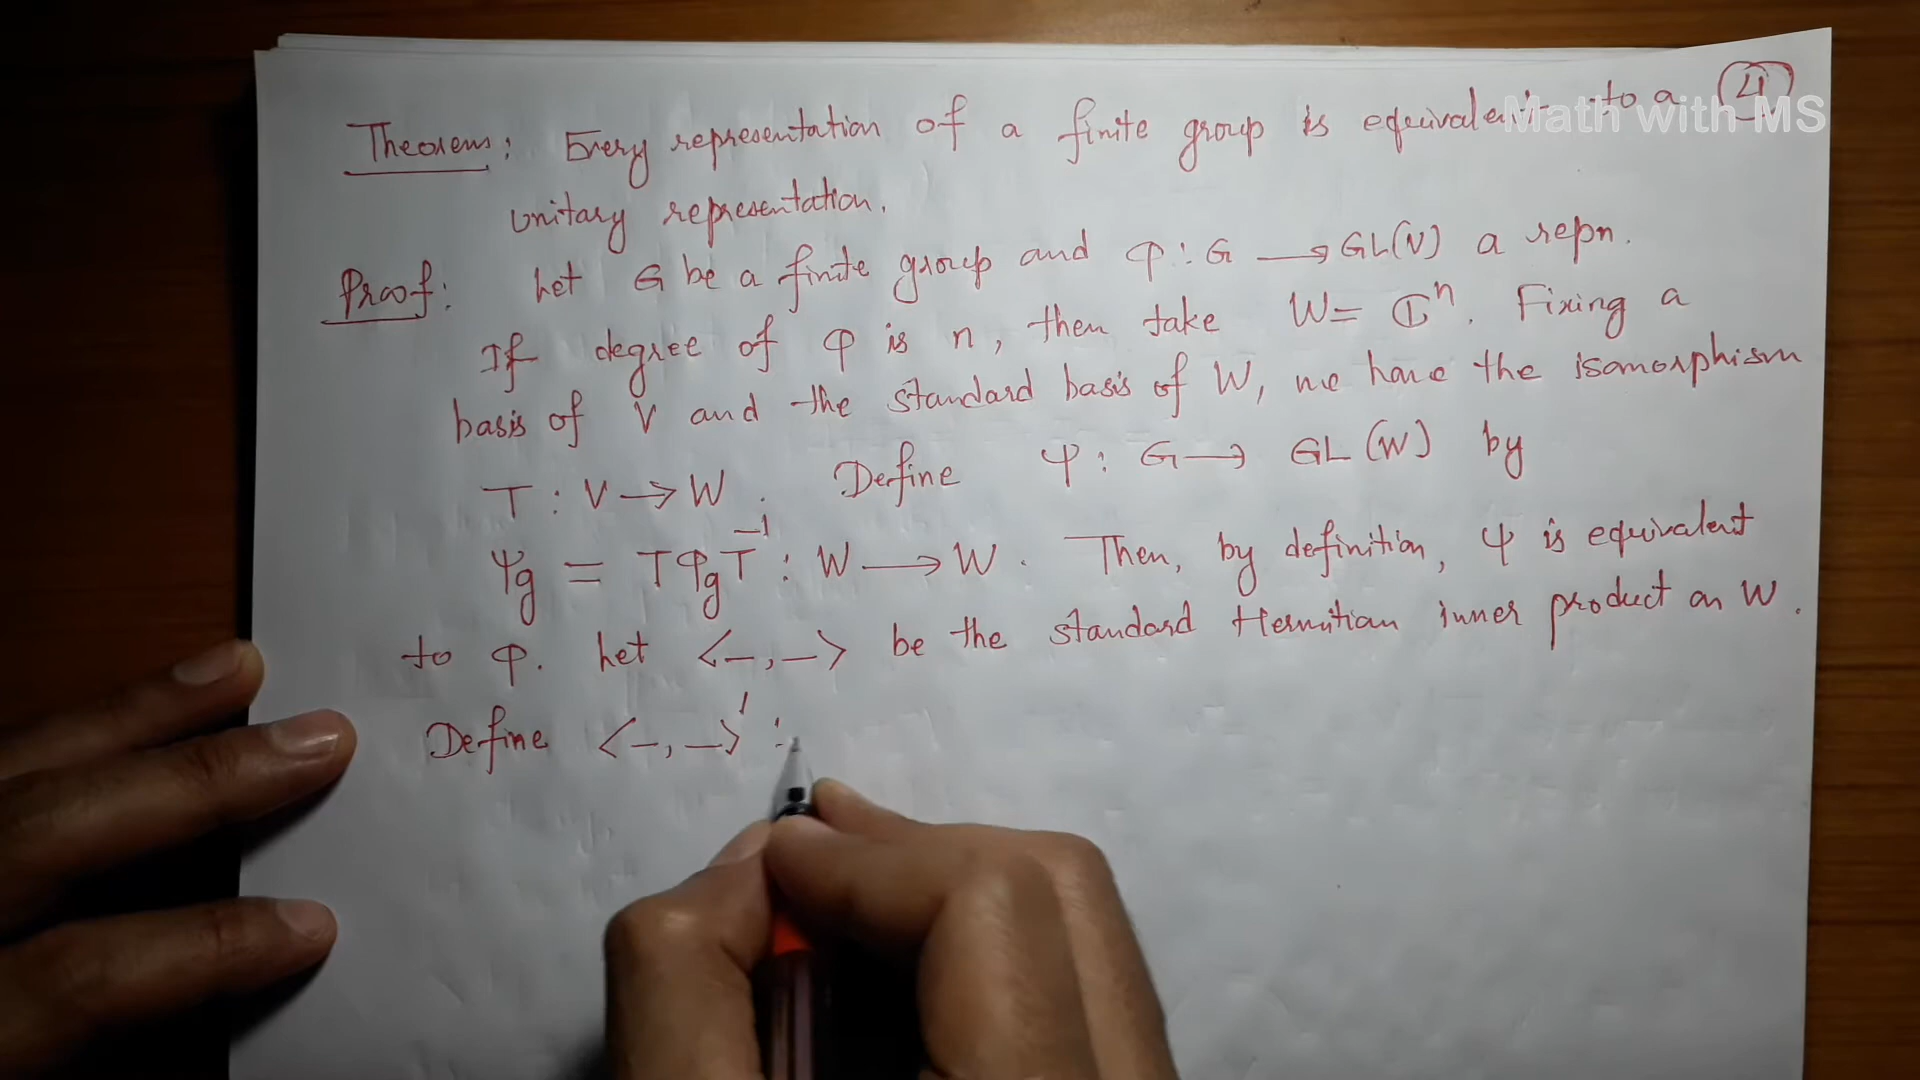 Theorem: Every representation of a finite group is equivalent to a 4
Math with MS
unitary representation.
Proof: Let G be a finite group and φ: G → GL(V) a repn.
If degree of φ is n, then take W = ℂⁿ. Fixing a
basis of V and the standard basis of W, we have the isomorphism
T : V → W. Define ψ: G → GL(W) by
ψg = TφgT⁻¹ : W → W. Then, by definition, ψ is equivalent
to φ. Let <–,–> be the standard Hermitian inner product on W.
Define <–,–>' :